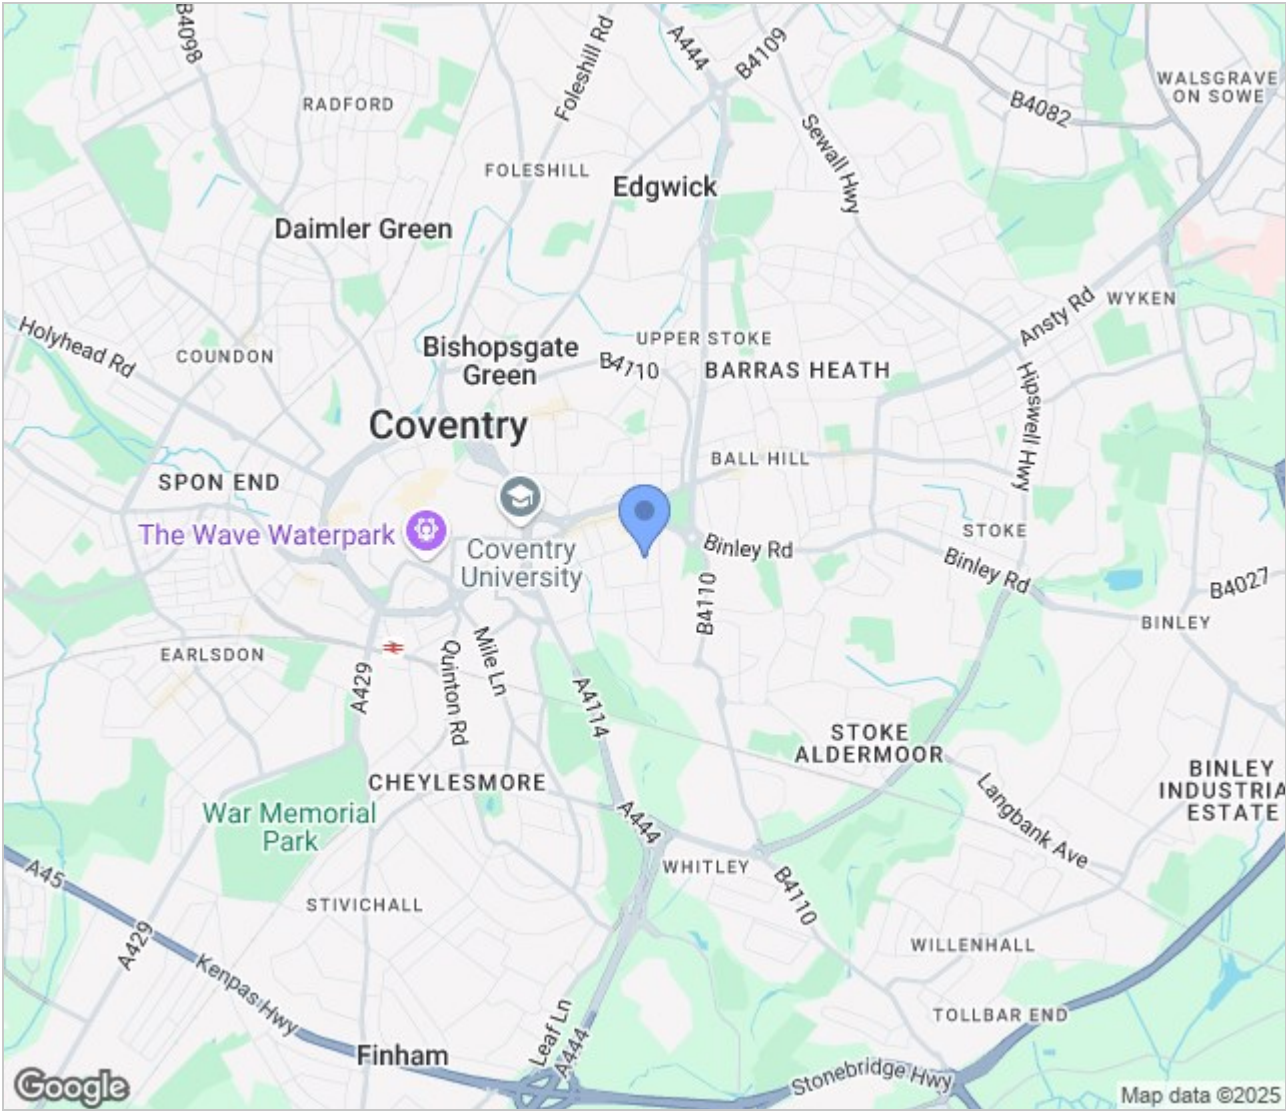 B4098
A444
B4109
Foleshill Rd
RADFORD
WALSGRAVE
ON SOWE
B4082
Sewall Hwy
FOLESHILL
Edgwick
Daimler Green
WYKEN
Ansty Rd
Holyhead Rd
COUNDON
Bishopsgate
Green
UPPER STOKE
B4110
BARRAS HEATH
Hipswell Hwy
Coventry
BALL HILL
SPON END
The Wave Waterpark
Coventry
University
Binley Rd
STOKE
Binley Rd
B4027
B4110
BINLEY
EARLSDON
A429
Quinton Rd
Mile Ln
A4114
STOKE
ALDERMOOR
CHEYLESMORE
BINLEY
INDUSTRIA
ESTATE
War Memorial
Park
Langbank Ave
A444
WHITLEY
A45
B4110
STIVICHALL
A429
WILLENHALL
Kenpas Hwy
TOLLBAR END
Leaf Ln
A444
Finham
Stonebridge Hwy
Google
Map data ©2025